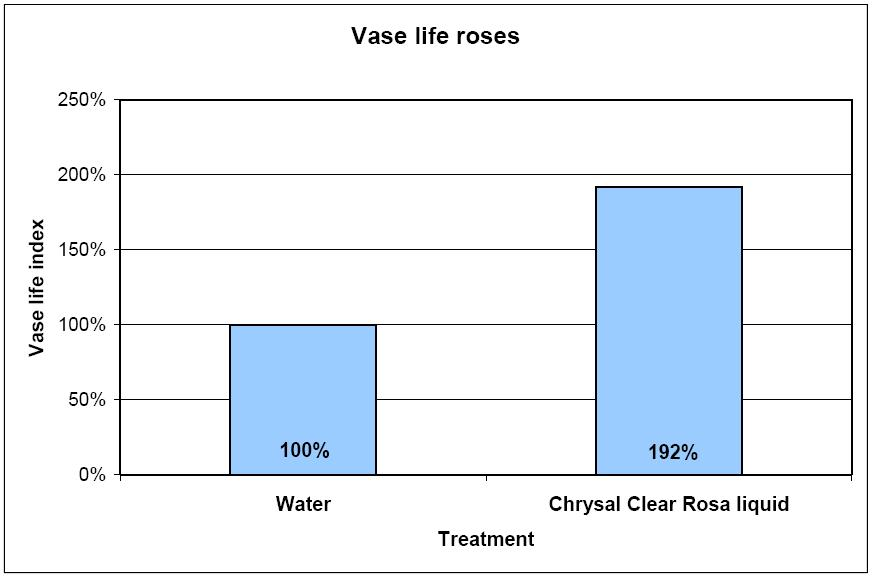 Vase life roses
250%
200%
150%
100%
50%
0%
Vase life index
100%
192%
Water
Chrysal Clear Rosa liquid
Treatment